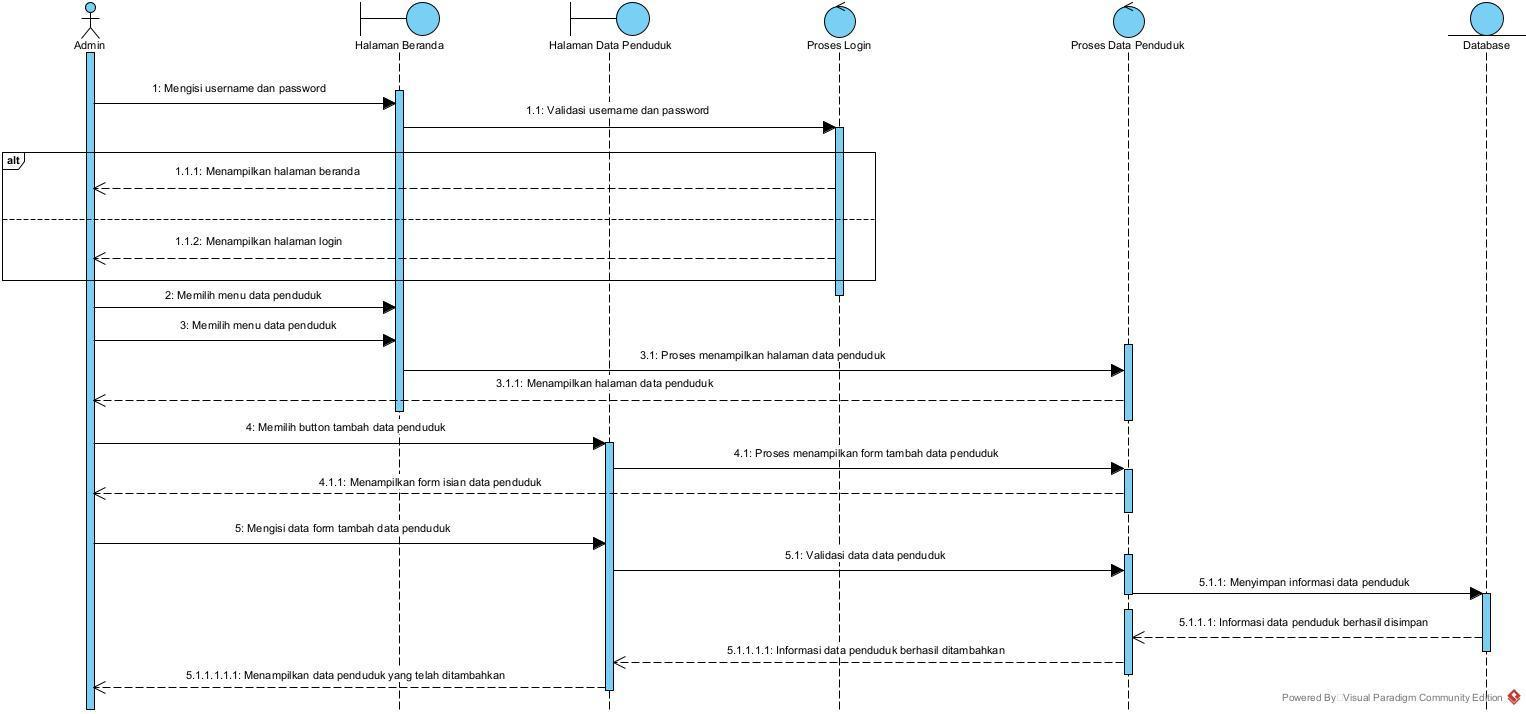 Admin
Halaman Beranda
Halaman Data Penduduk
Proses Login
Proses Data Penduduk
Database
1: Mengisi username dan password
1.1: Validasi username dan password
alt
1.1.1: Menampilkan halaman beranda
1.1.2: Menampilkan halaman login
2: Memilih menu data penduduk
3: Memilih menu data penduduk
3.1: Proses menampilkan halaman data penduduk
3.1.1: Menampilkan halaman data penduduk
4: Memilih button tambah data penduduk
4.1: Proses menampilkan form tambah data penduduk
4.1.1: Menampilkan form isian data penduduk
5: Mengisi data form tambah data penduduk
5.1: Validasi data data penduduk
5.1.1: Menyimpan informasi data penduduk
5.1.1.1: Informasi data penduduk berhasil disimpan
5.1.1.1.1: Informasi data penduduk berhasil ditambahkan
5.1.1.1.1.1: Menampilkan data penduduk yang telah ditambahkan
Powered By Visual Paradigm Community Edition